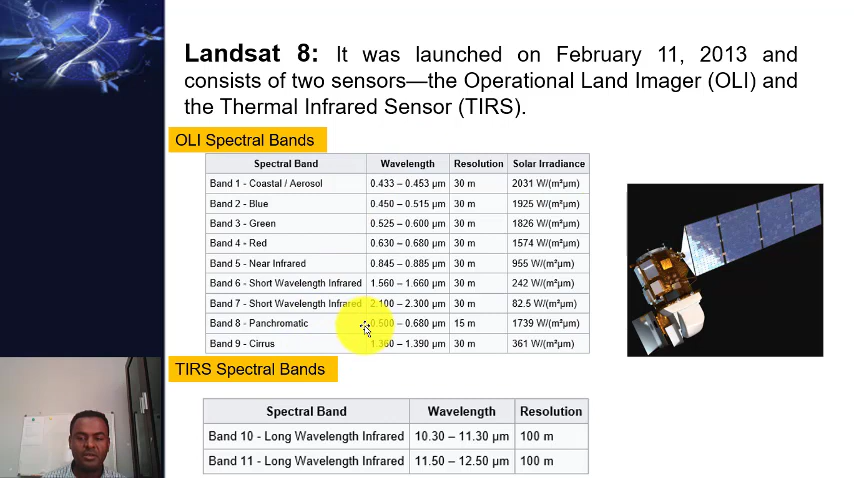 Landsat 8: It was launched on February 11, 2013 and
consists of two sensors—the Operational Land Imager (OLI) and
the Thermal Infrared Sensor (TIRS).
OLI Spectral Bands
Spectral Band Wavelength Resolution Solar Irradiance
Band 1 - Coastal / Aerosol 0.433 – 0.453 μm 30 m 2031 W/(m²μm)
Band 2 - Blue 0.450 – 0.515 μm 30 m 1925 W/(m²μm)
Band 3 - Green 0.525 – 0.600 μm 30 m 1826 W/(m²μm)
Band 4 - Red 0.630 – 0.680 μm 30 m 1574 W/(m²μm)
Band 5 - Near Infrared 0.845 – 0.885 μm 30 m 955 W/(m²μm)
Band 6 - Short Wavelength Infrared 1.560 – 1.660 μm 30 m 242 W/(m²μm)
Band 7 - Short Wavelength Infrared 2.100 – 2.300 μm 30 m 82.5 W/(m²μm)
Band 8 - Panchromatic 0.500 – 0.680 μm 15 m 1739 W/(m²μm)
Band 9 - Cirrus 1.360 – 1.390 μm 30 m 361 W/(m²μm)
TIRS Spectral Bands
Spectral Band Wavelength Resolution
Band 10 - Long Wavelength Infrared 10.30 – 11.30 μm 100 m
Band 11 - Long Wavelength Infrared 11.50 – 12.50 μm 100 m